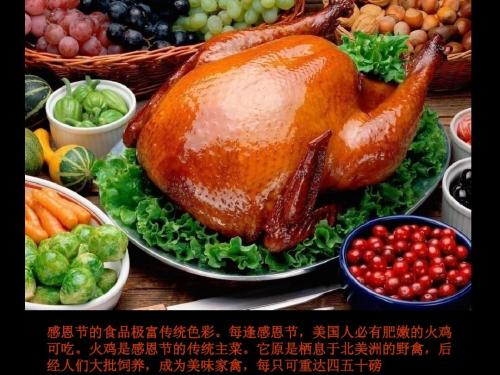 感恩节的食品极富传统色彩。每逢感恩节，美国人必有肥嫩的火鸡
可吃。火鸡是感恩节的传统主菜。它原是栖息于北美洲的野禽，后
经人们大批饲养，成为美味家禽，每只可重达四五十磅